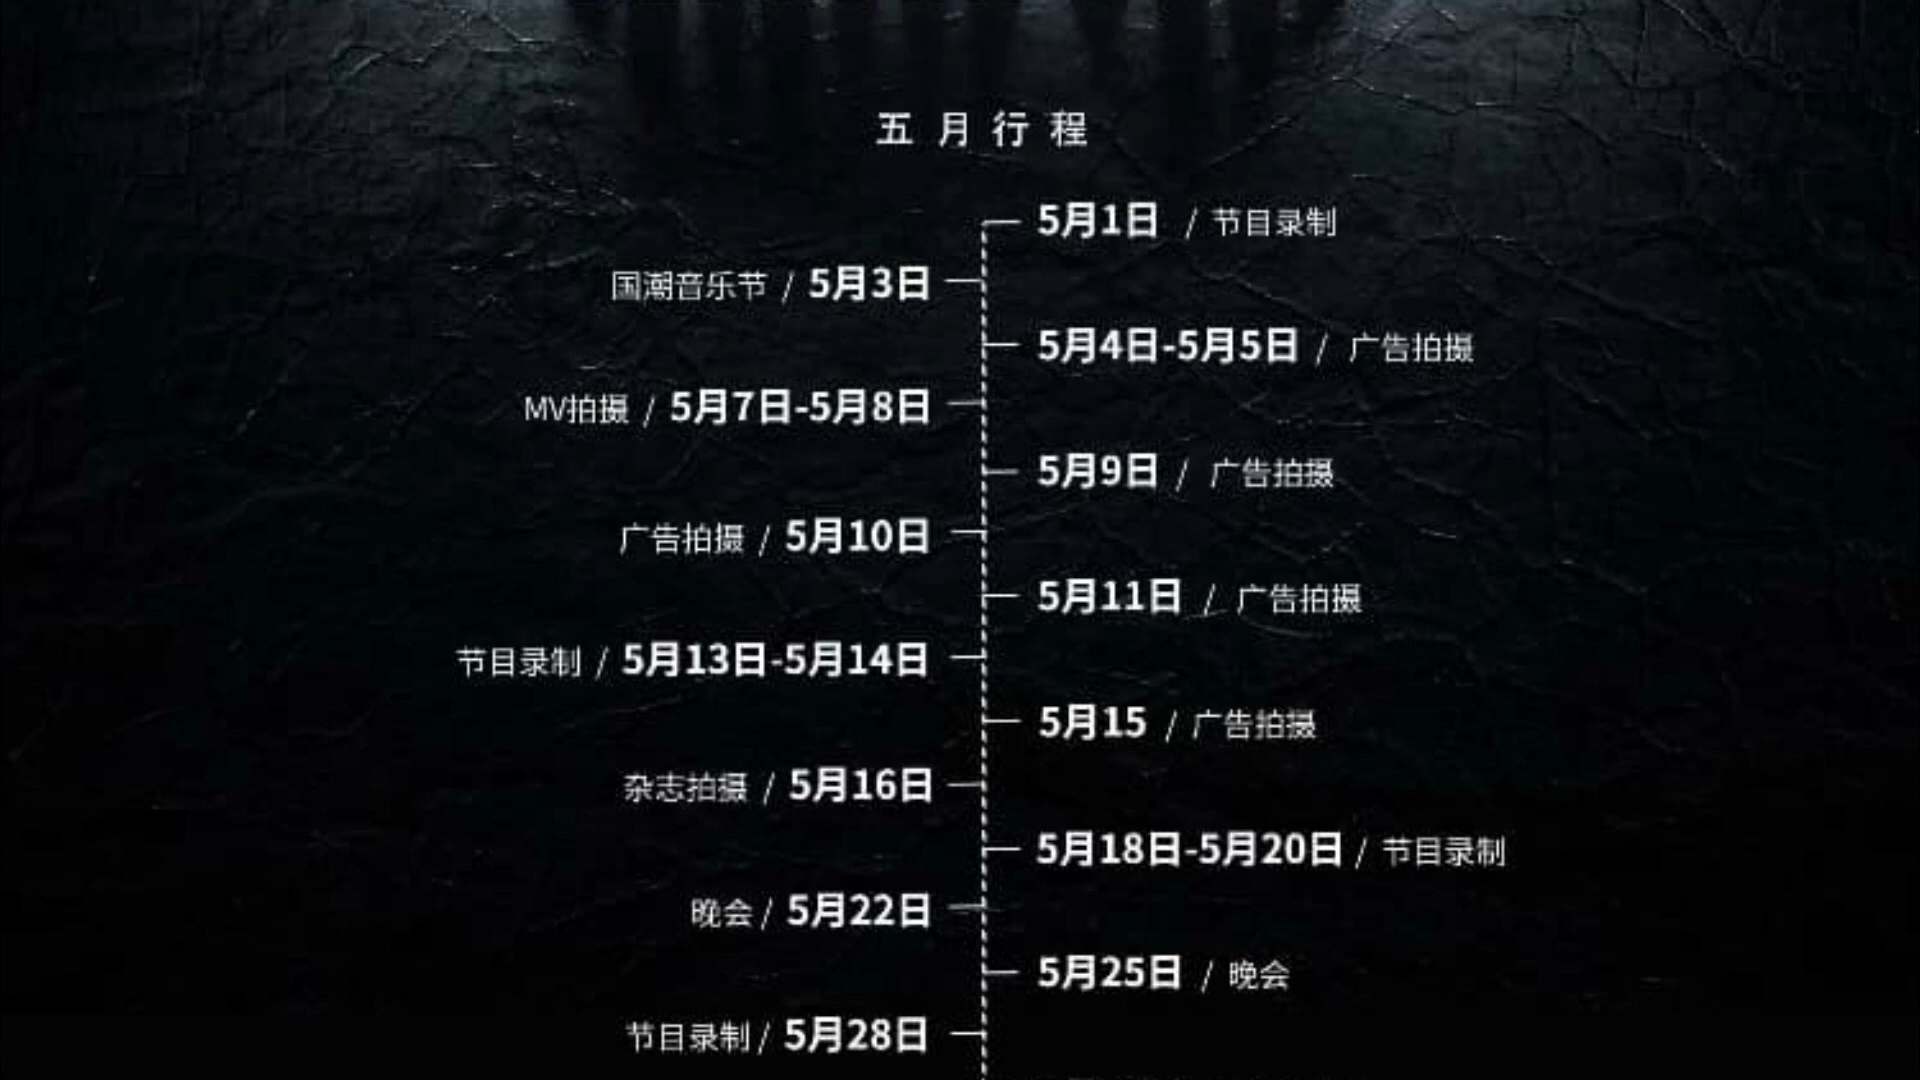 五月行程
5月1日 / 节目录制
国潮音乐节 / 5月3日
5月4日-5月5日 / 广告拍摄
MV拍摄 / 5月7日-5月8日
5月9日 / 广告拍摄
广告拍摄 / 5月10日
5月11日 / 广告拍摄
节目录制 / 5月13日-5月14日
5月15 / 广告拍摄
杂志拍摄 / 5月16日
5月18日-5月20日 / 节目录制
晚会 / 5月22日
5月25日 / 晚会
节目录制 / 5月28日